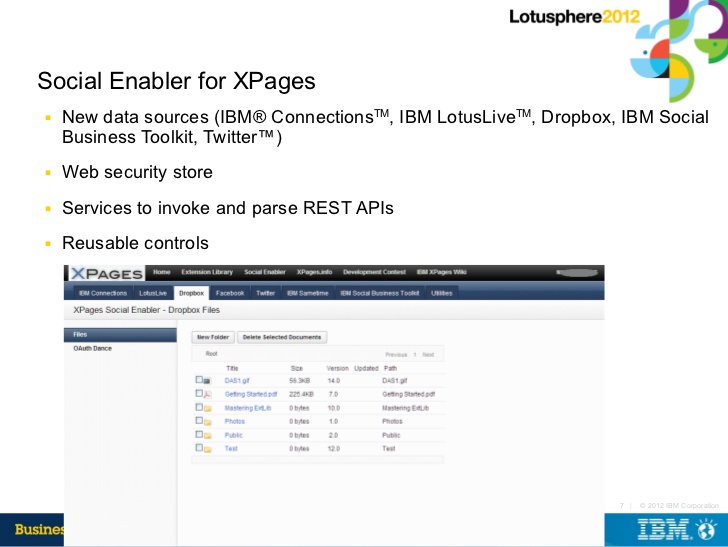 Lotusphere2012
Social Enabler for XPages
New data sources (IBM® Connections™, IBM LotusLive™, Dropbox, IBM Social
Business Toolkit, Twitter™)
Web security store
Services to invoke and parse REST APIs
Reusable controls
XPAGES Home Extension Library Social Enabler XPages.info Development Contest IBM XPages Wiki
IBM Connections LotusLive Dropbox Facebook Twitter IBM Sametime IBM Social Business Toolkit Utilities
XPages Social Enabler - Dropbox Files
Files
OAuth Dance
New Folder Delete Selected Documents
Root Previous 1 Next
Title Size Version Updated Path
DAS1.gif 56.3KB 14.0 DAS1.gif
Getting Started.pdf 225.4KB 7.0 Getting Started.pdf
Mastering ExtLib 0 bytes 10.0 Mastering ExtLib
Photos 0 bytes 1.0 Photos
Public 0 bytes 2.0 Public
Test 0 bytes 12.0 Test
7 | © 2012 IBM Corporation
Busines
IBM